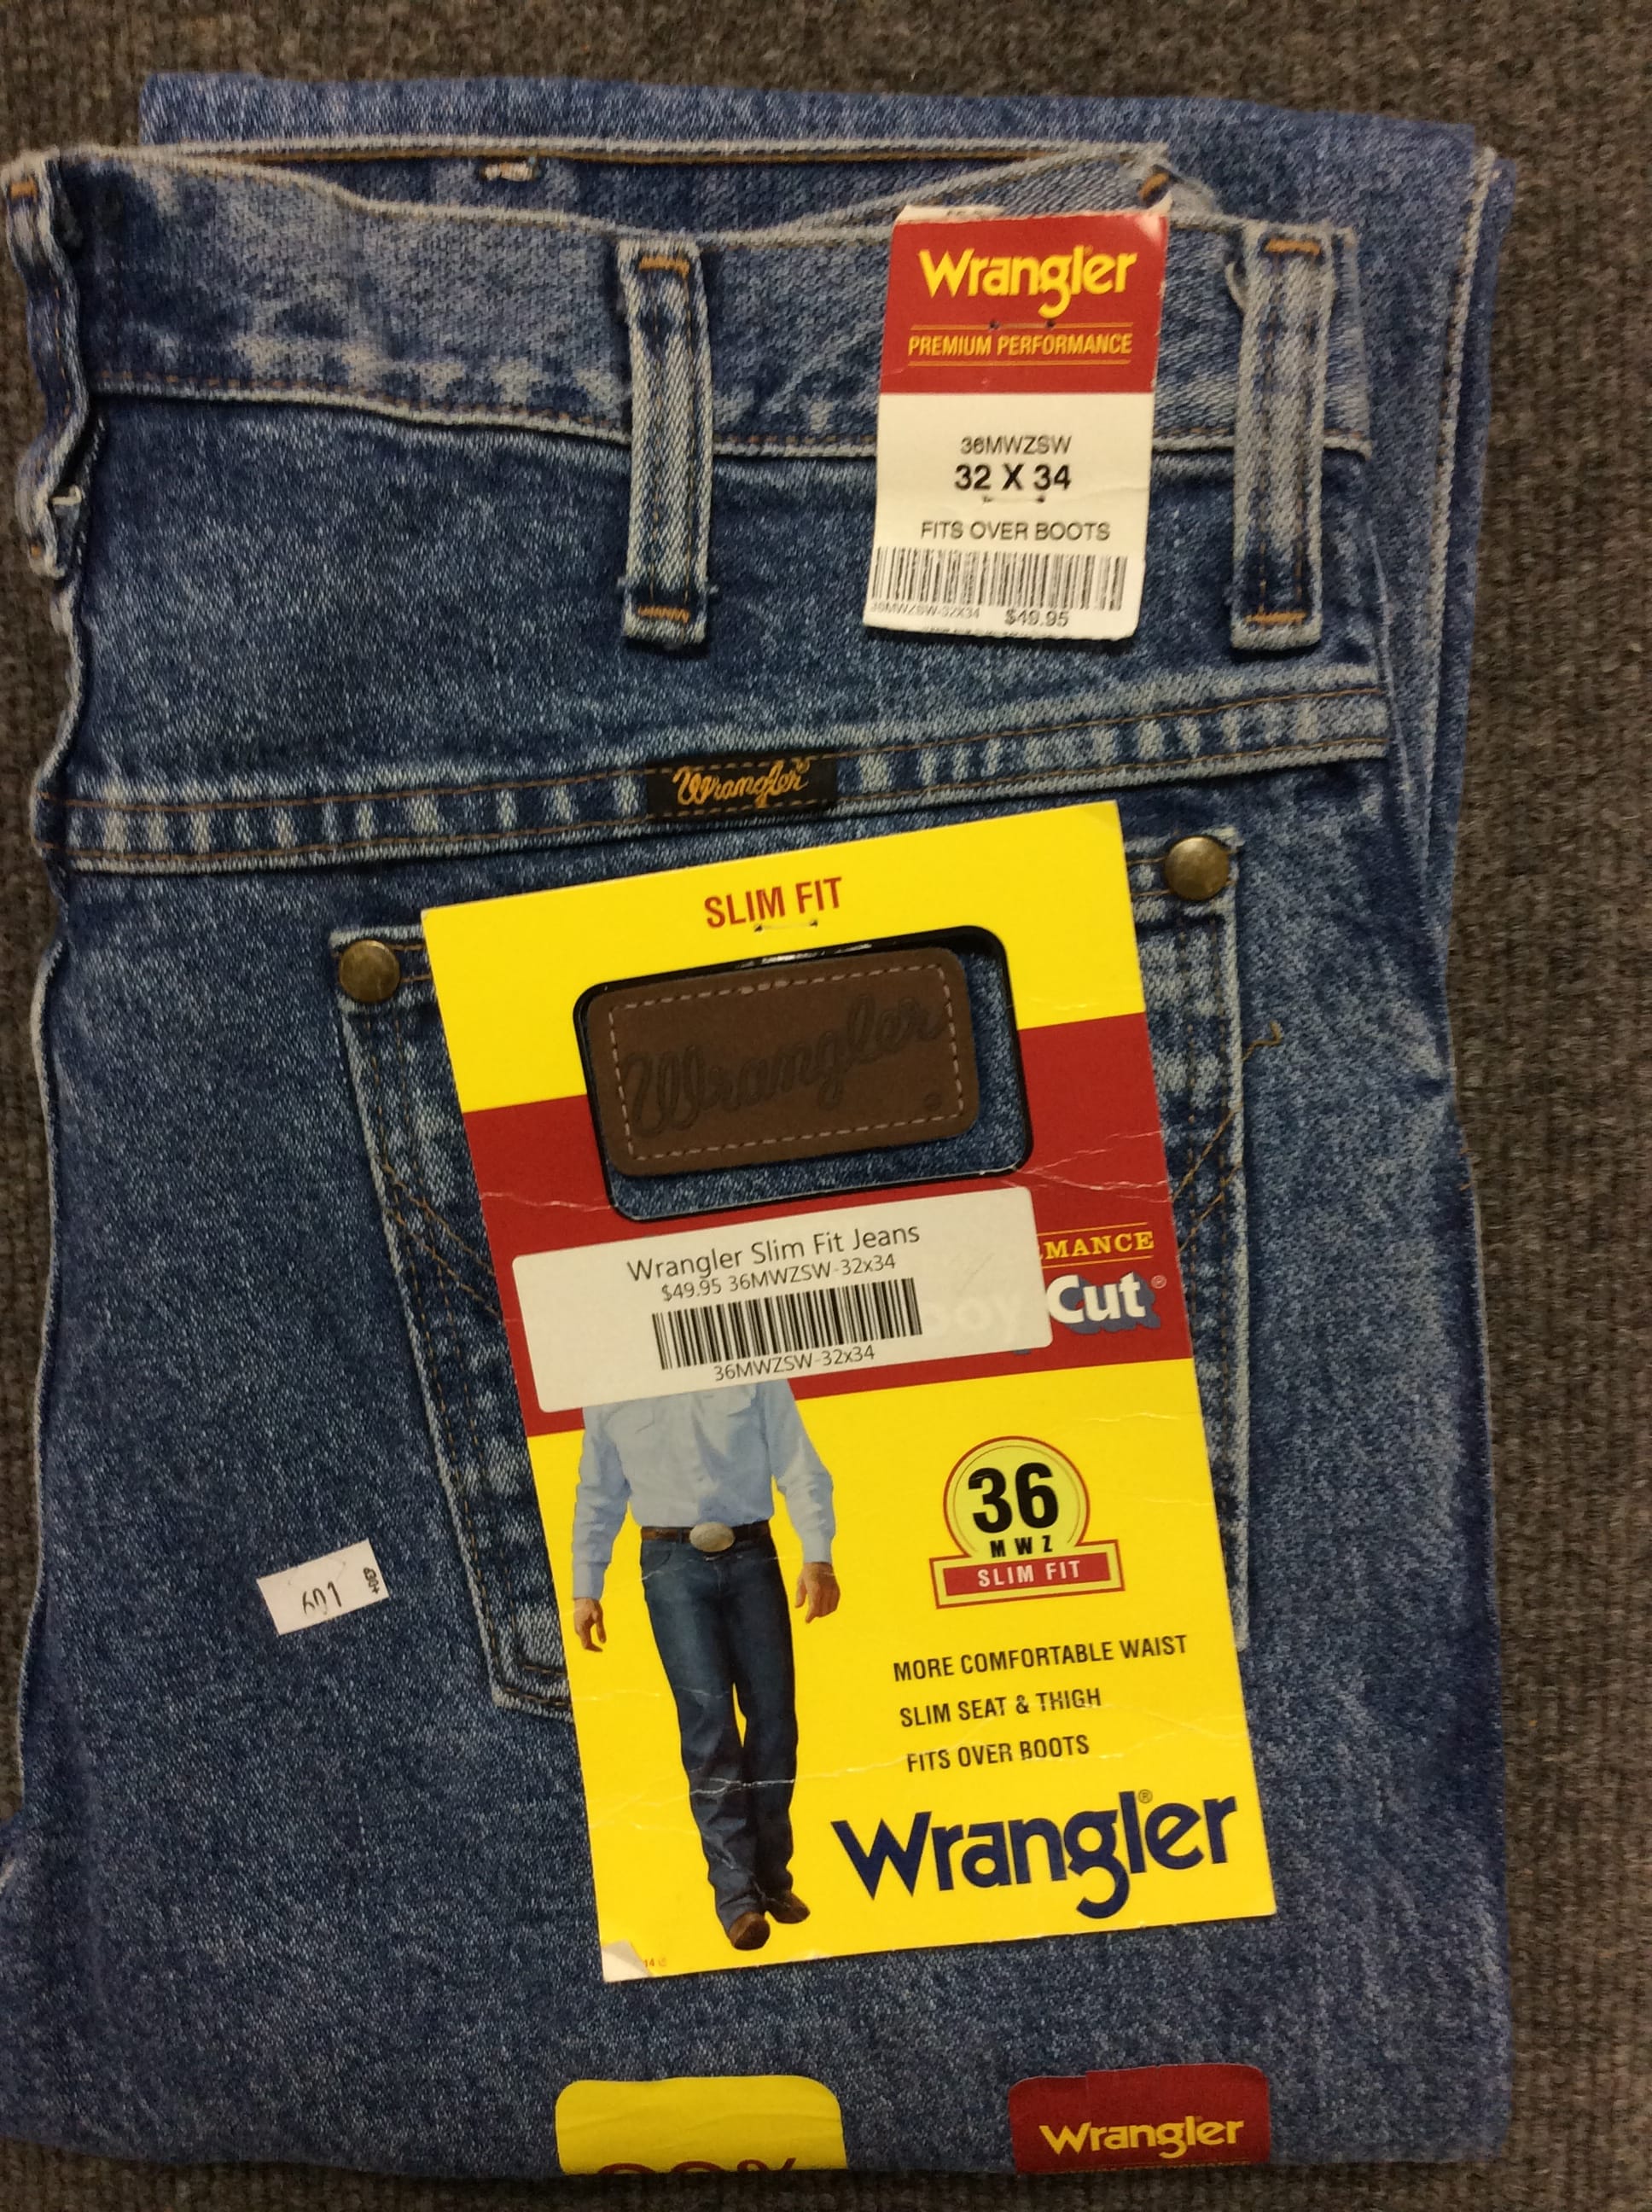 Wrangler
PREMIUM PERFORMANCE
36MWZSW
32 X 34
FITS OVER BOOTS
36MWZSW-32X34 $49.95
Wrangler®
SLIM FIT
Wrangler
Wrangler Slim Fit Jeans
$49.95 36MWZSW-32x34
36MWZSW-32x34
MANCE
Cut®
36
MWZ
SLIM FIT
MORE COMFORTABLE WAIST
SLIM SEAT & THIGH
FITS OVER BOOTS
Wrangler®
601
Wrangler